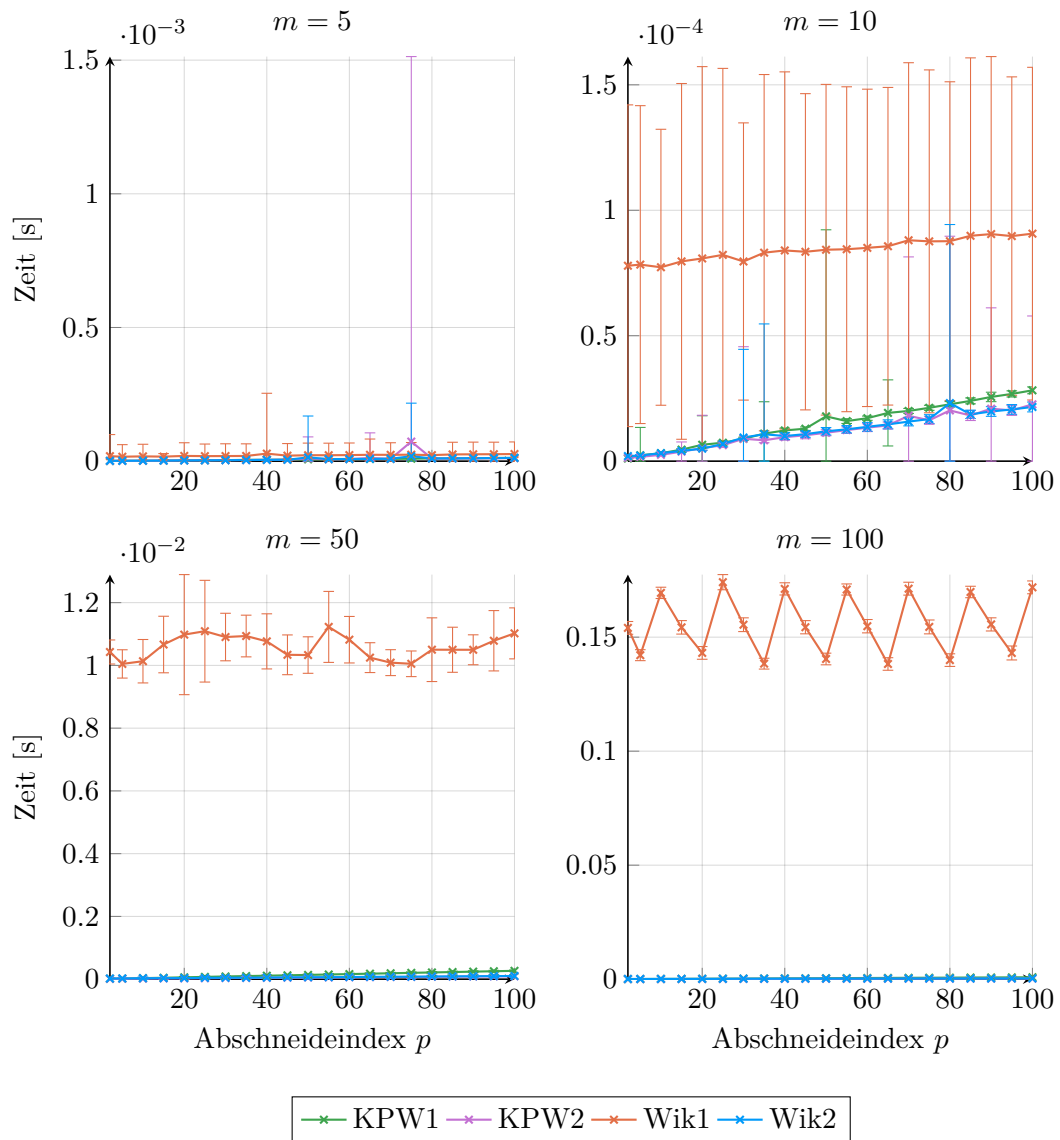 ·10⁻³
m = 5
Zeit [s]
1.5
1
0.5
0
20 40 60 80 100
·10⁻⁴
m = 10
1.5
1
0.5
0
20 40 60 80 100
·10⁻²
m = 50
Zeit [s]
1.2
1
0.8
0.6
0.4
0.2
0
20 40 60 80 100
Abschneideindex p
m = 100
0.15
0.1
0.05
0
20 40 60 80 100
Abschneideindex p
KPW1 KPW2 Wik1 Wik2